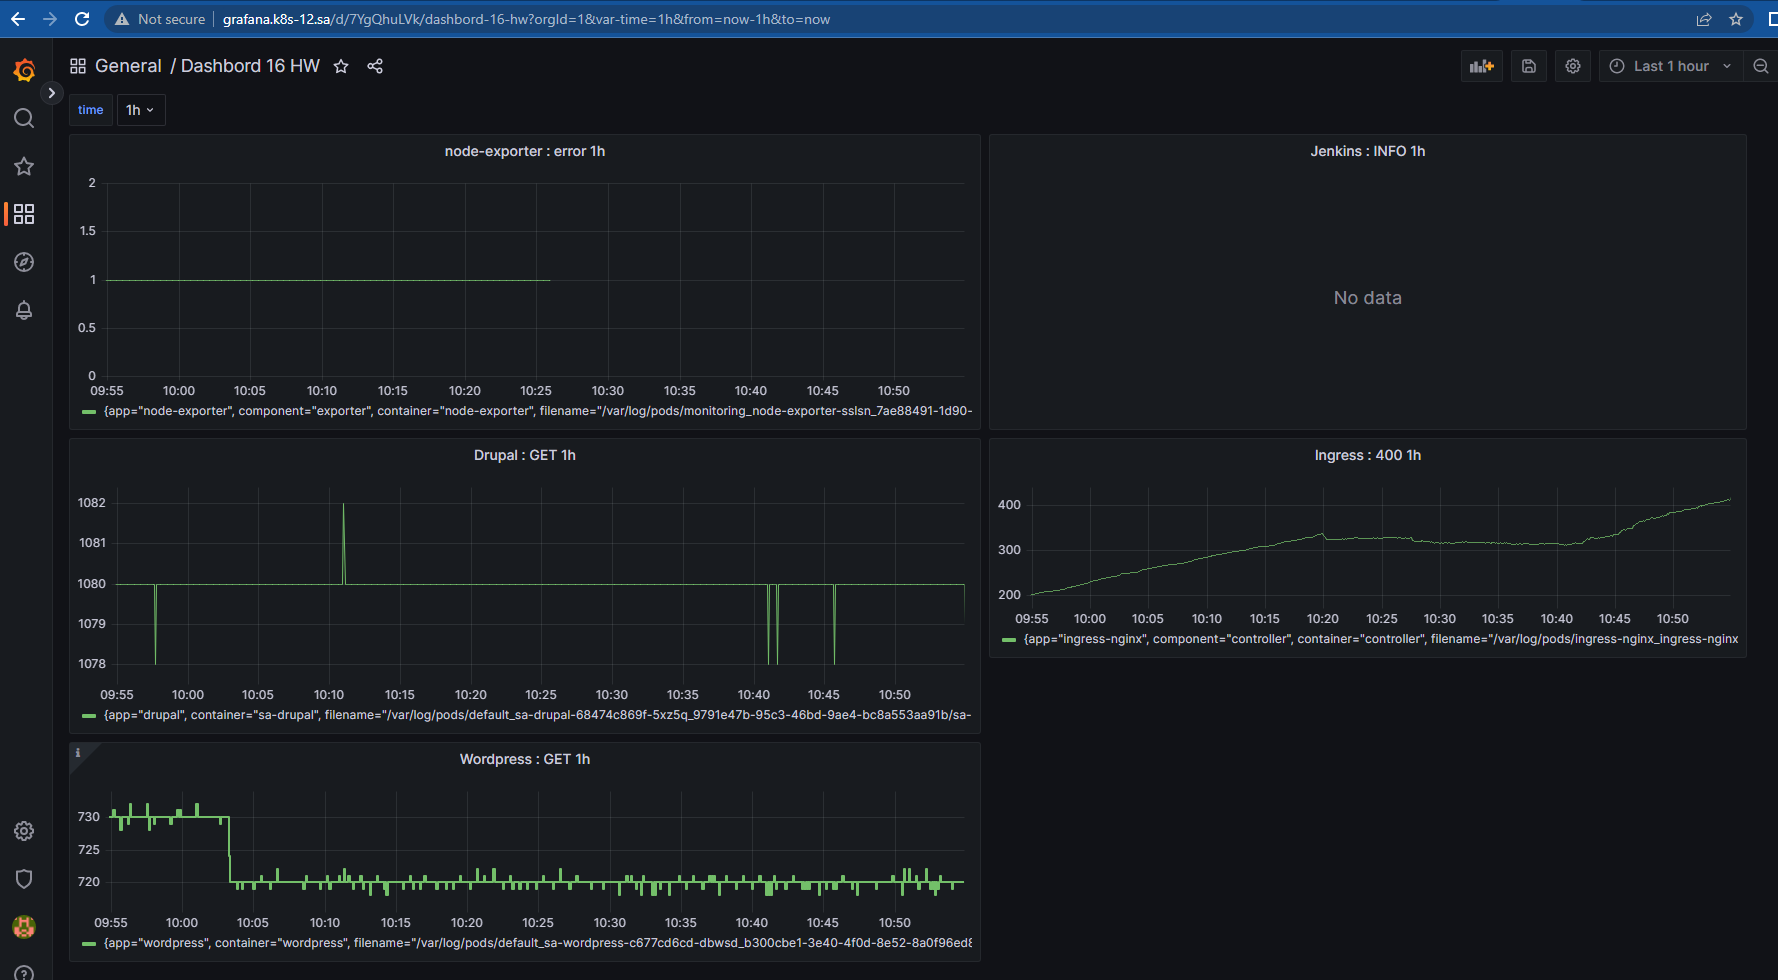 Not secure
grafana.k8s-12.sa/d/7YgQhuLVk/dashbord-16-hw?orgId=1&var-time=1h&from=now-1h&to=now
General / Dashbord 16 HW
Last 1 hour
time 1h
node-exporter : error 1h
2
1.5
1
0.5
0
09:55 10:00 10:05 10:10 10:15 10:20 10:25 10:30 10:35 10:40 10:45 10:50
{app="node-exporter", component="exporter", container="node-exporter", filename="/var/log/pods/monitoring_node-exporter-sslsn_7ae88491-1d90-
Jenkins : INFO 1h
No data
Drupal : GET 1h
1082
1081
1080
1079
1078
09:55 10:00 10:05 10:10 10:15 10:20 10:25 10:30 10:35 10:40 10:45 10:50
{app="drupal", container="sa-drupal", filename="/var/log/pods/default_sa-drupal-68474c869f-5xz5q_9791e47b-95c3-46bd-9ae4-bc8a553aa91b/sa-
Ingress : 400 1h
400
300
200
09:55 10:00 10:05 10:10 10:15 10:20 10:25 10:30 10:35 10:40 10:45 10:50
{app="ingress-nginx", component="controller", container="controller", filename="/var/log/pods/ingress-nginx_ingress-nginx
Wordpress : GET 1h
730
725
720
09:55 10:00 10:05 10:10 10:15 10:20 10:25 10:30 10:35 10:40 10:45 10:50
{app="wordpress", container="wordpress", filename="/var/log/pods/default_sa-wordpress-c677cd6cd-dbwsd_b300cbe1-3e40-4f0d-8e52-8a0f96ed8